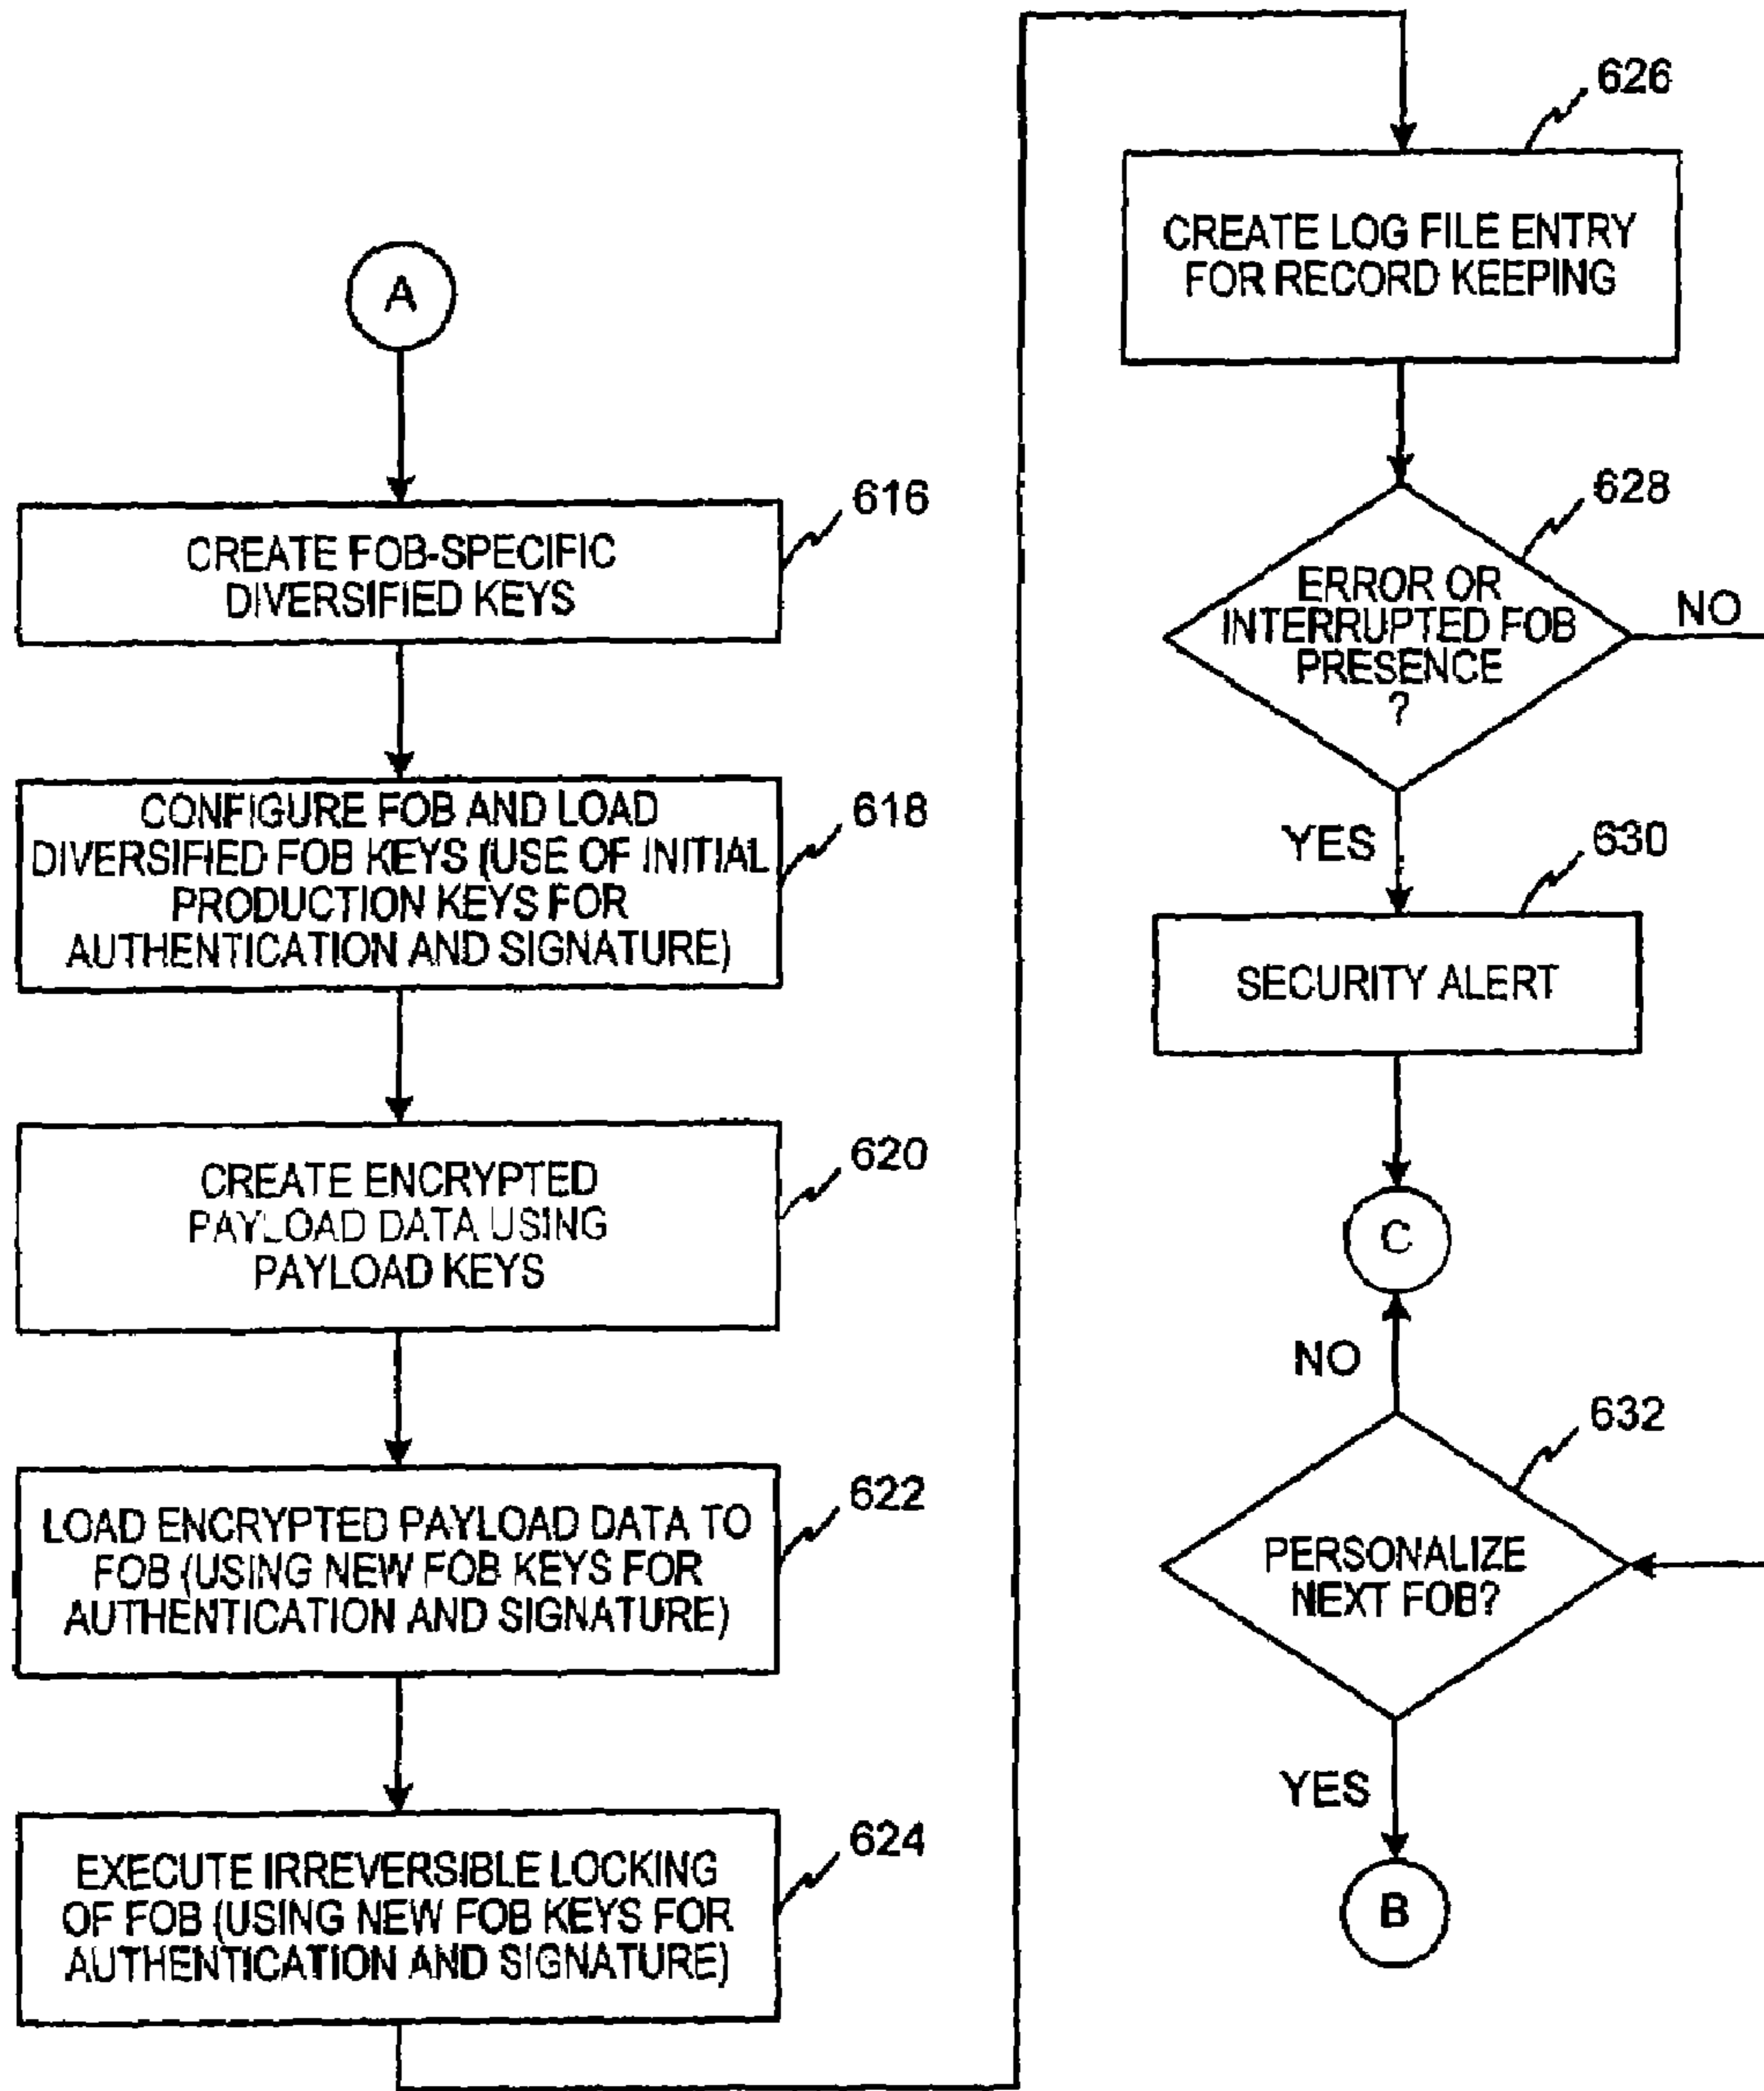 A
616
CREATE FOB-SPECIFIC
DIVERSIFIED KEYS
618
CONFIGURE FOB AND LOAD
DIVERSIFIED FOB KEYS (USE OF INITIAL
PRODUCTION KEYS FOR
AUTHENTICATION AND SIGNATURE)
620
CREATE ENCRYPTED
PAYLOAD DATA USING
PAYLOAD KEYS
622
LOAD ENCRYPTED PAYLOAD DATA TO
FOB (USING NEW FOB KEYS FOR
AUTHENTICATION AND SIGNATURE)
624
EXECUTE IRREVERSIBLE LOCKING
OF FOB (USING NEW FOB KEYS FOR
AUTHENTICATION AND SIGNATURE)
626
CREATE LOG FILE ENTRY
FOR RECORD KEEPING
628
ERROR OR
INTERRUPTED FOB
PRESENCE
?
NO
YES
630
SECURITY ALERT
C
NO
632
PERSONALIZE
NEXT FOB?
YES
B